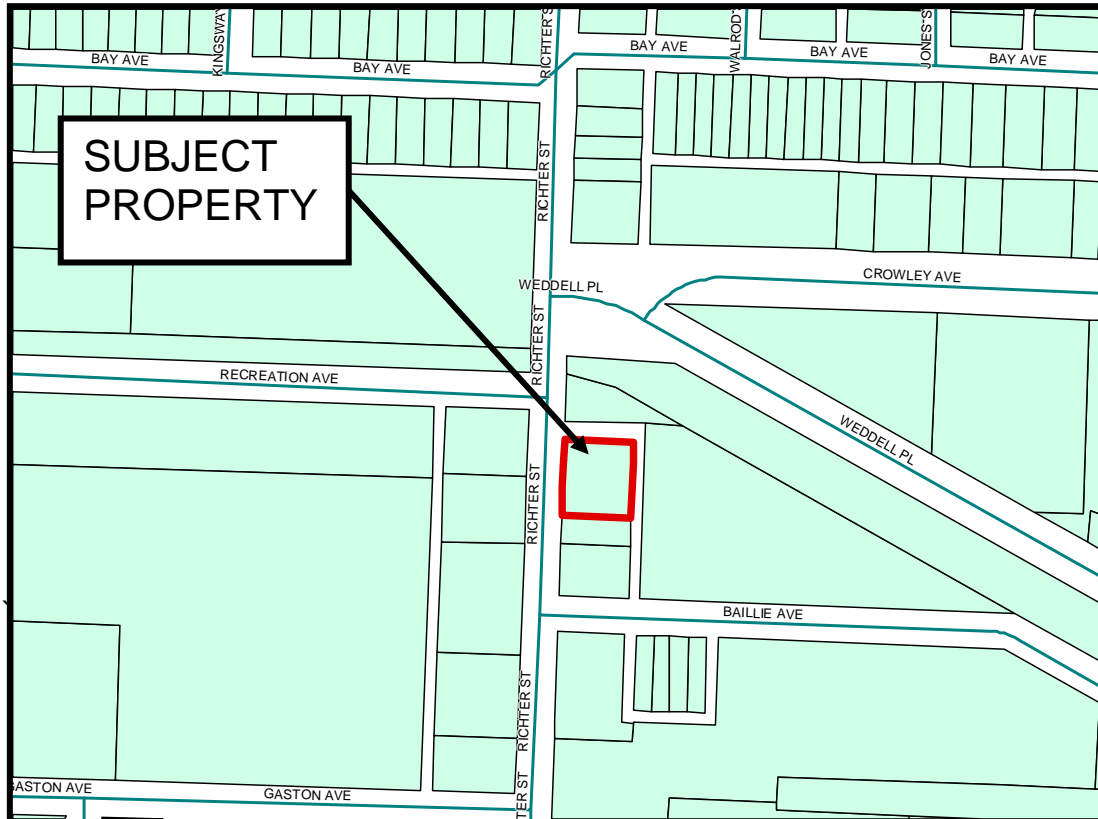 KINGSWAY
RICHTER S
WALROD
JONES S
BAY AVE
BAY AVE
BAY AVE
BAY AVE
BAY AVE
SUBJECT
PROPERTY
RICHTER ST
WEDDELL PL
CROWLEY AVE
RICHTER ST
RECREATION AVE
WEDDELL PL
RICHTER ST
BAILLIE AVE
RICHTER ST
GASTON AVE
GASTON AVE
TER ST